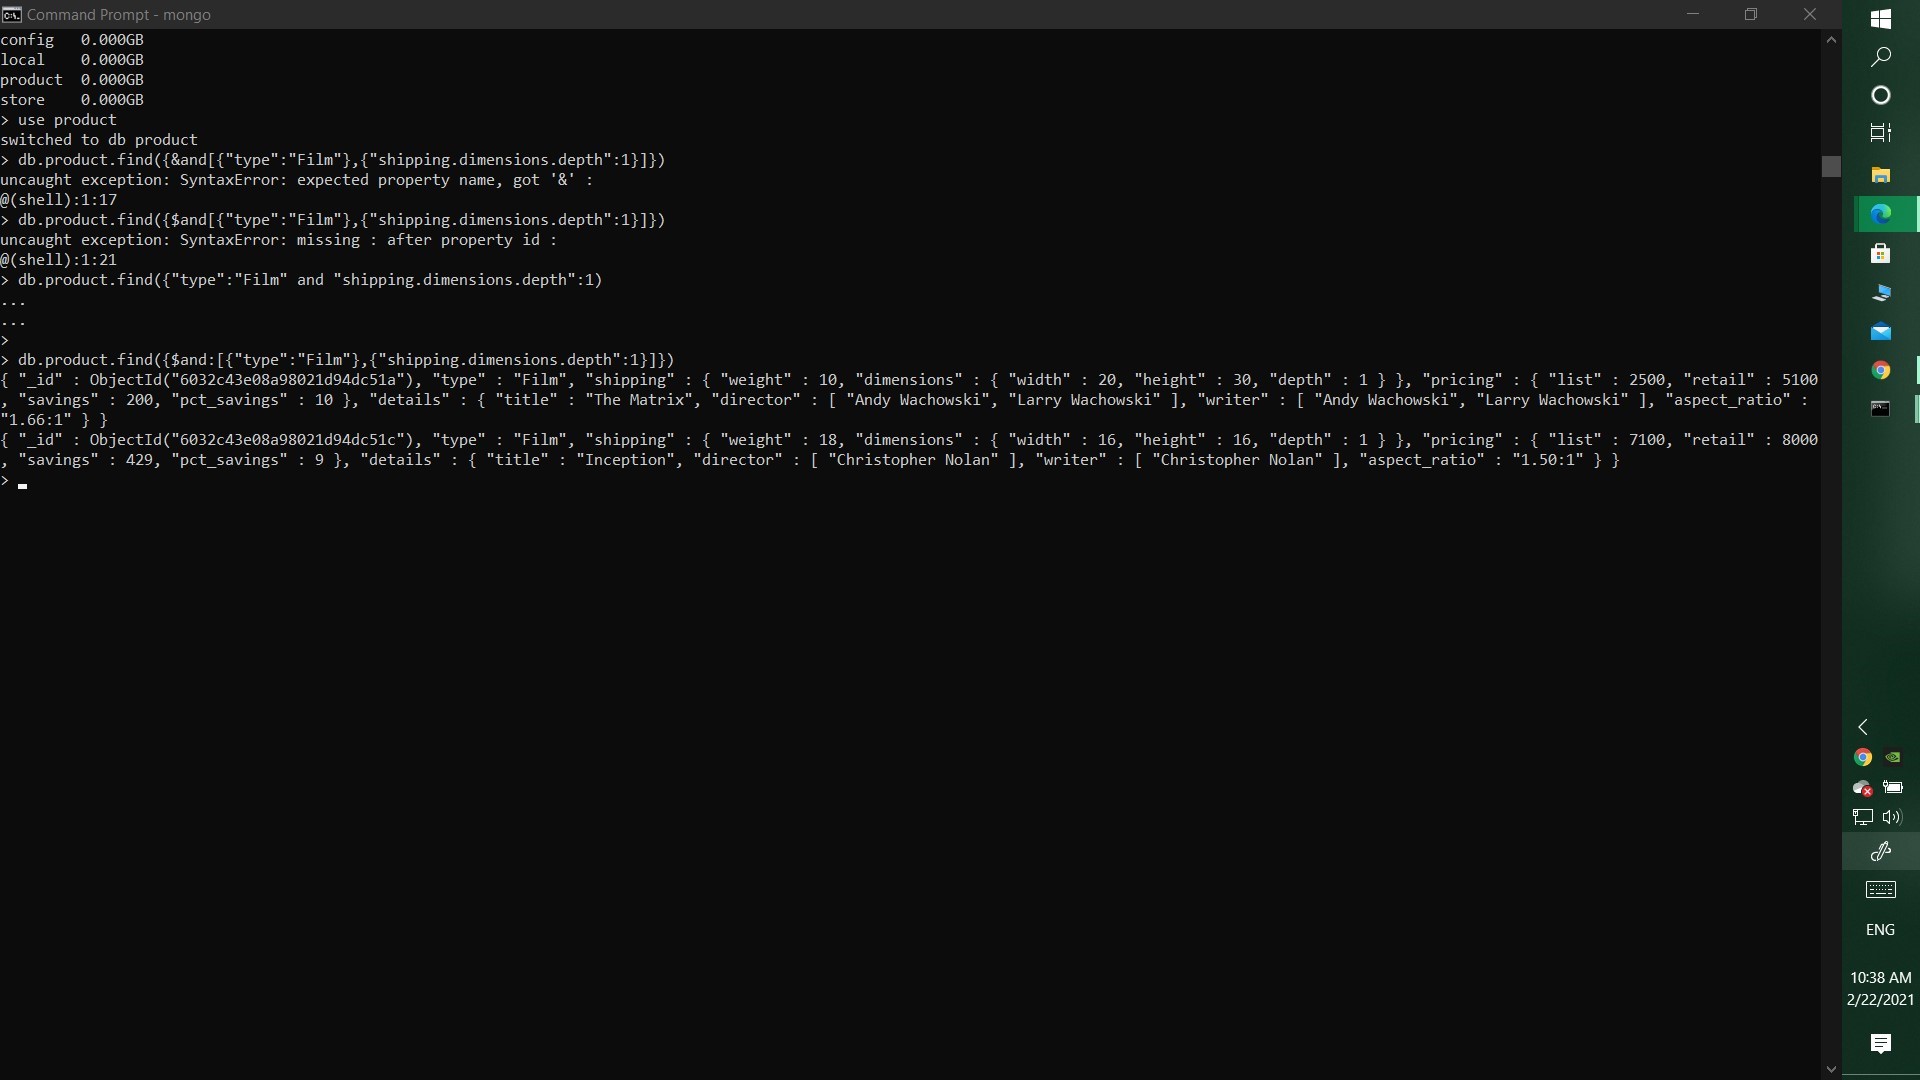 Command Prompt - mongo
config   0.000GB
local    0.000GB
product  0.000GB
store    0.000GB
> use product
switched to db product
> db.product.find({&and[{"type":"Film"},{"shipping.dimensions.depth":1}]})
uncaught exception: SyntaxError: expected property name, got '&' :
@(shell):1:17
> db.product.find({$and[{"type":"Film"},{"shipping.dimensions.depth":1}]})
uncaught exception: SyntaxError: missing : after property id :
@(shell):1:21
> db.product.find({"type":"Film" and "shipping.dimensions.depth":1)
...
...
>
> db.product.find({$and:[{"type":"Film"},{"shipping.dimensions.depth":1}]})
{ "_id" : ObjectId("6032c43e08a98021d94dc51a"), "type" : "Film", "shipping" : { "weight" : 10, "dimensions" : { "width" : 20, "height" : 30, "depth" : 1 } }, "pricing" : { "list" : 2500, "retail" : 5100
, "savings" : 200, "pct_savings" : 10 }, "details" : { "title" : "The Matrix", "director" : [ "Andy Wachowski", "Larry Wachowski" ], "writer" : [ "Andy Wachowski", "Larry Wachowski" ], "aspect_ratio" :
"1.66:1" } }
{ "_id" : ObjectId("6032c43e08a98021d94dc51c"), "type" : "Film", "shipping" : { "weight" : 18, "dimensions" : { "width" : 16, "height" : 16, "depth" : 1 } }, "pricing" : { "list" : 7100, "retail" : 8000
, "savings" : 429, "pct_savings" : 9 }, "details" : { "title" : "Inception", "director" : [ "Christopher Nolan" ], "writer" : [ "Christopher Nolan" ], "aspect_ratio" : "1.50:1" } }
>
ENG
10:38 AM
2/22/2021